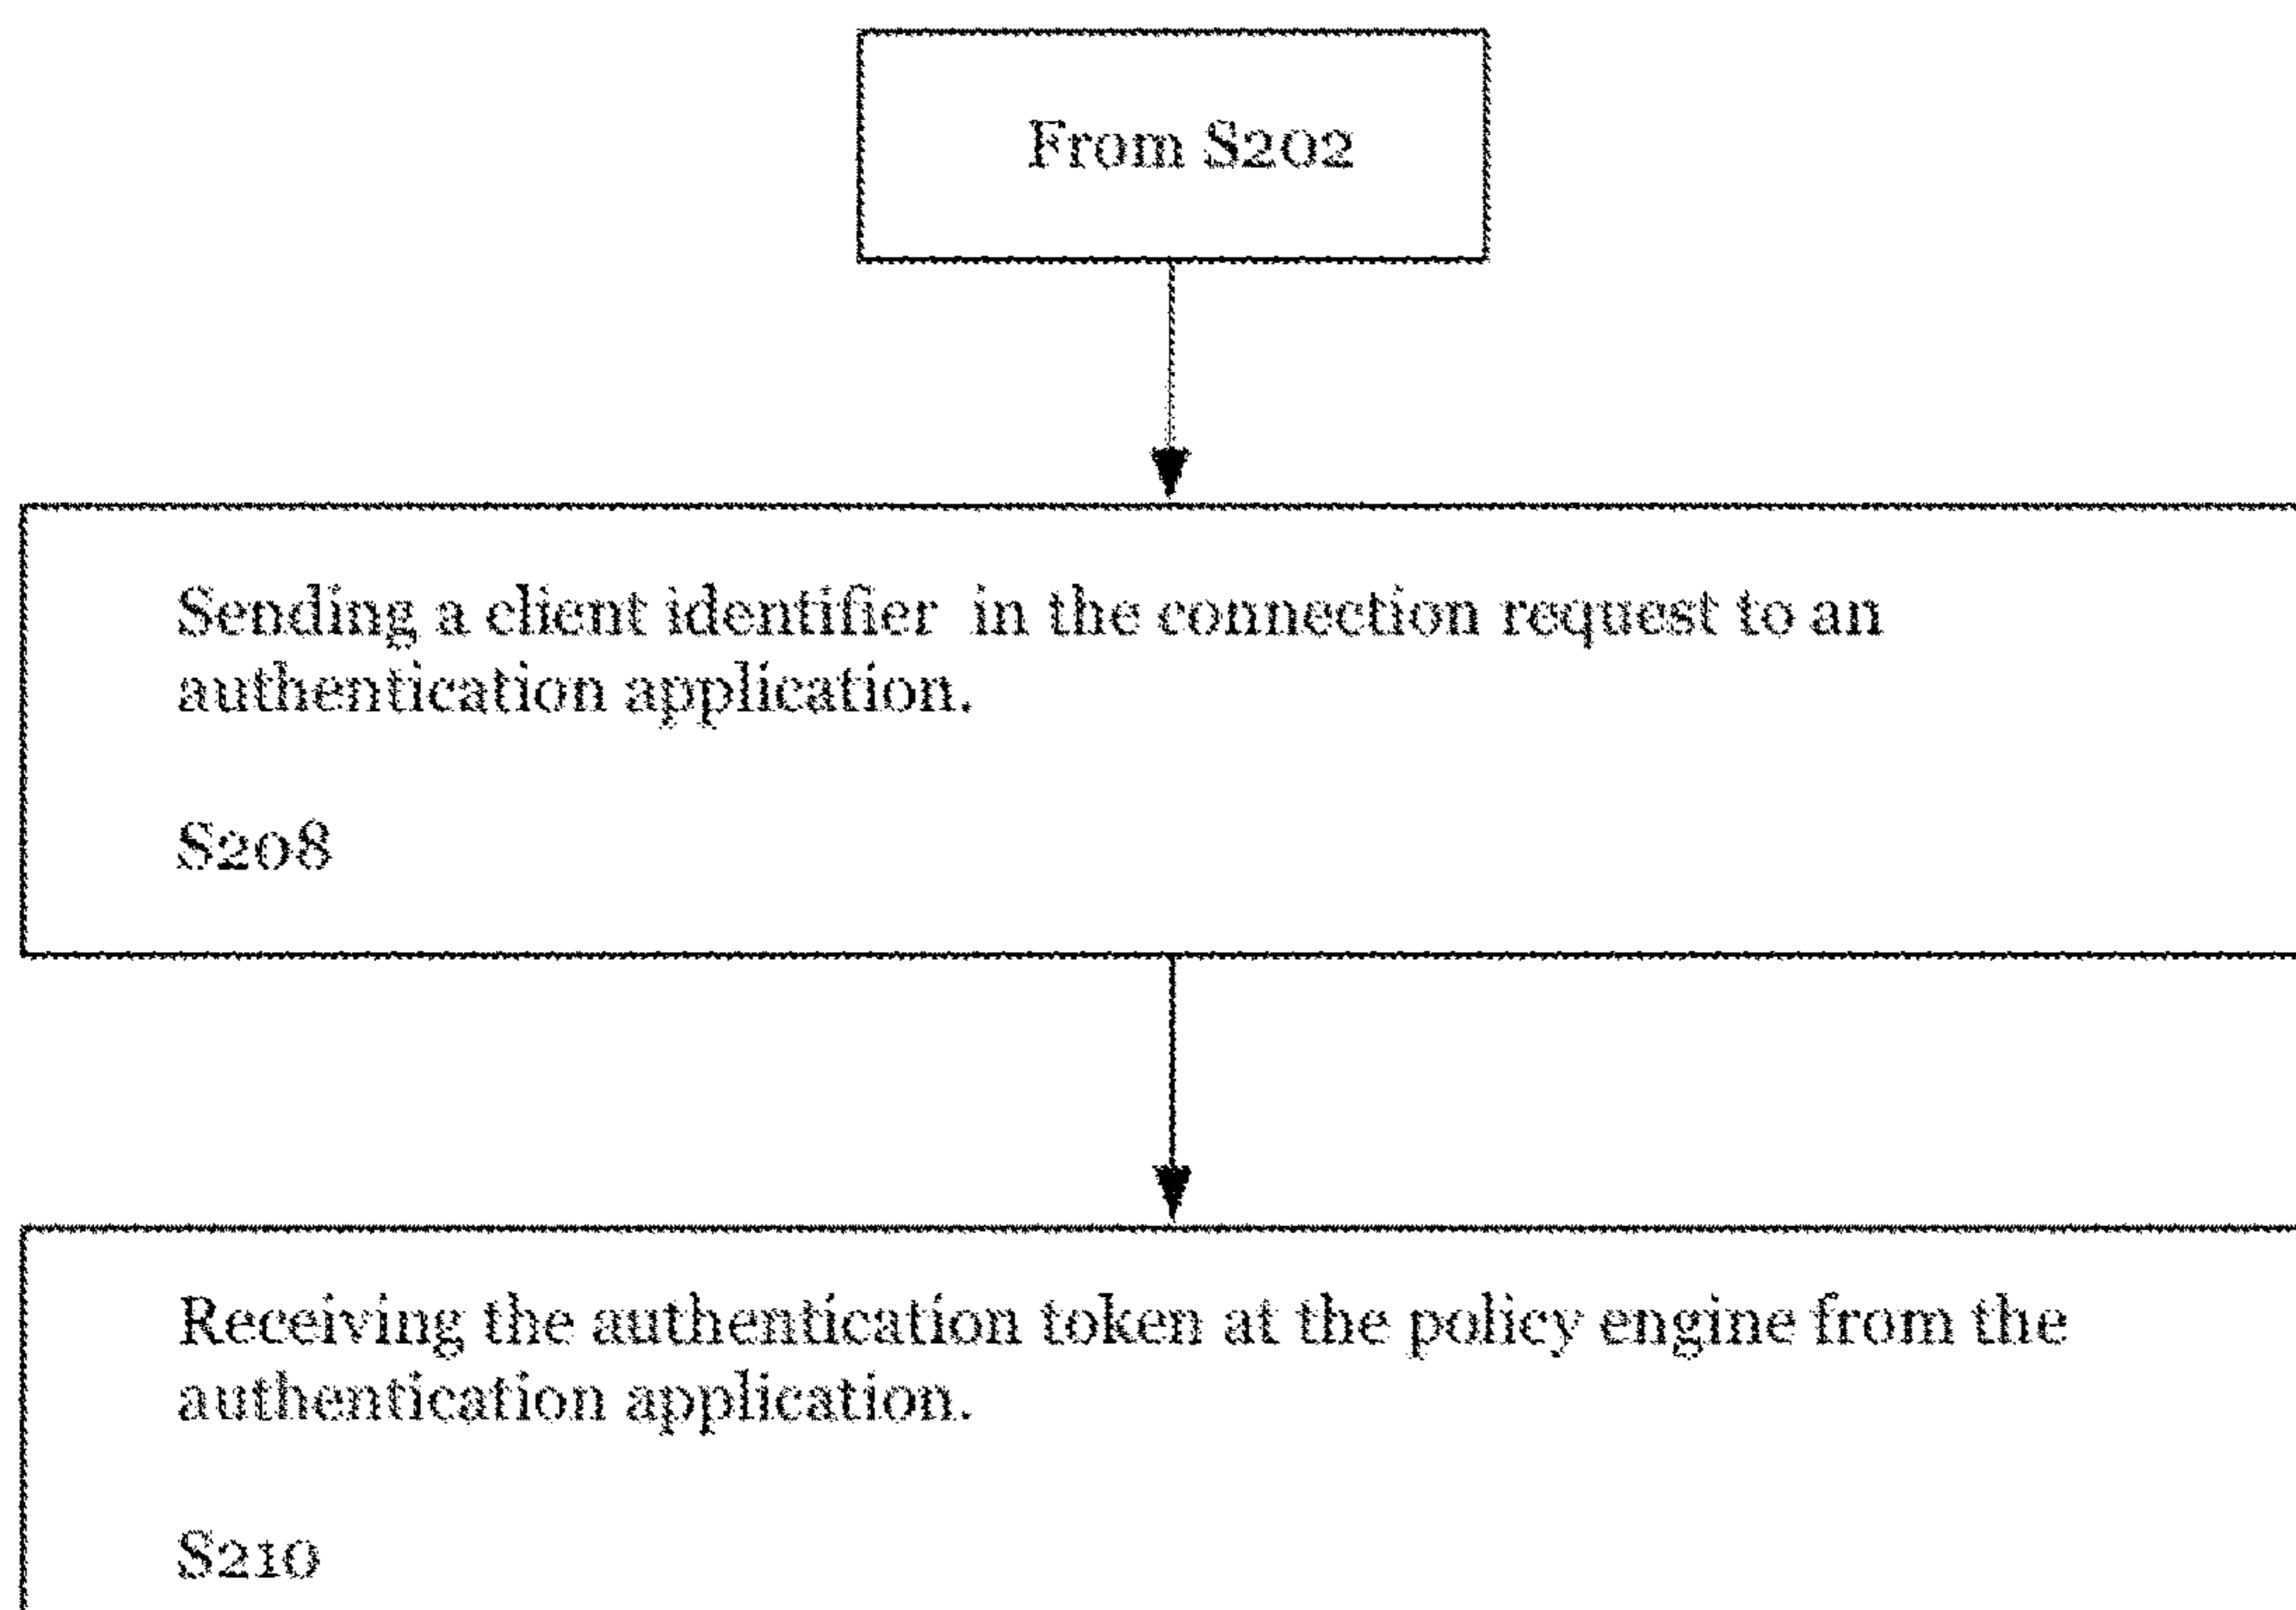 From S202
Sending a client identifier in the connection request to an
authentication application.
S208
Receiving the authentication token at the policy engine from the
authentication application.
S210